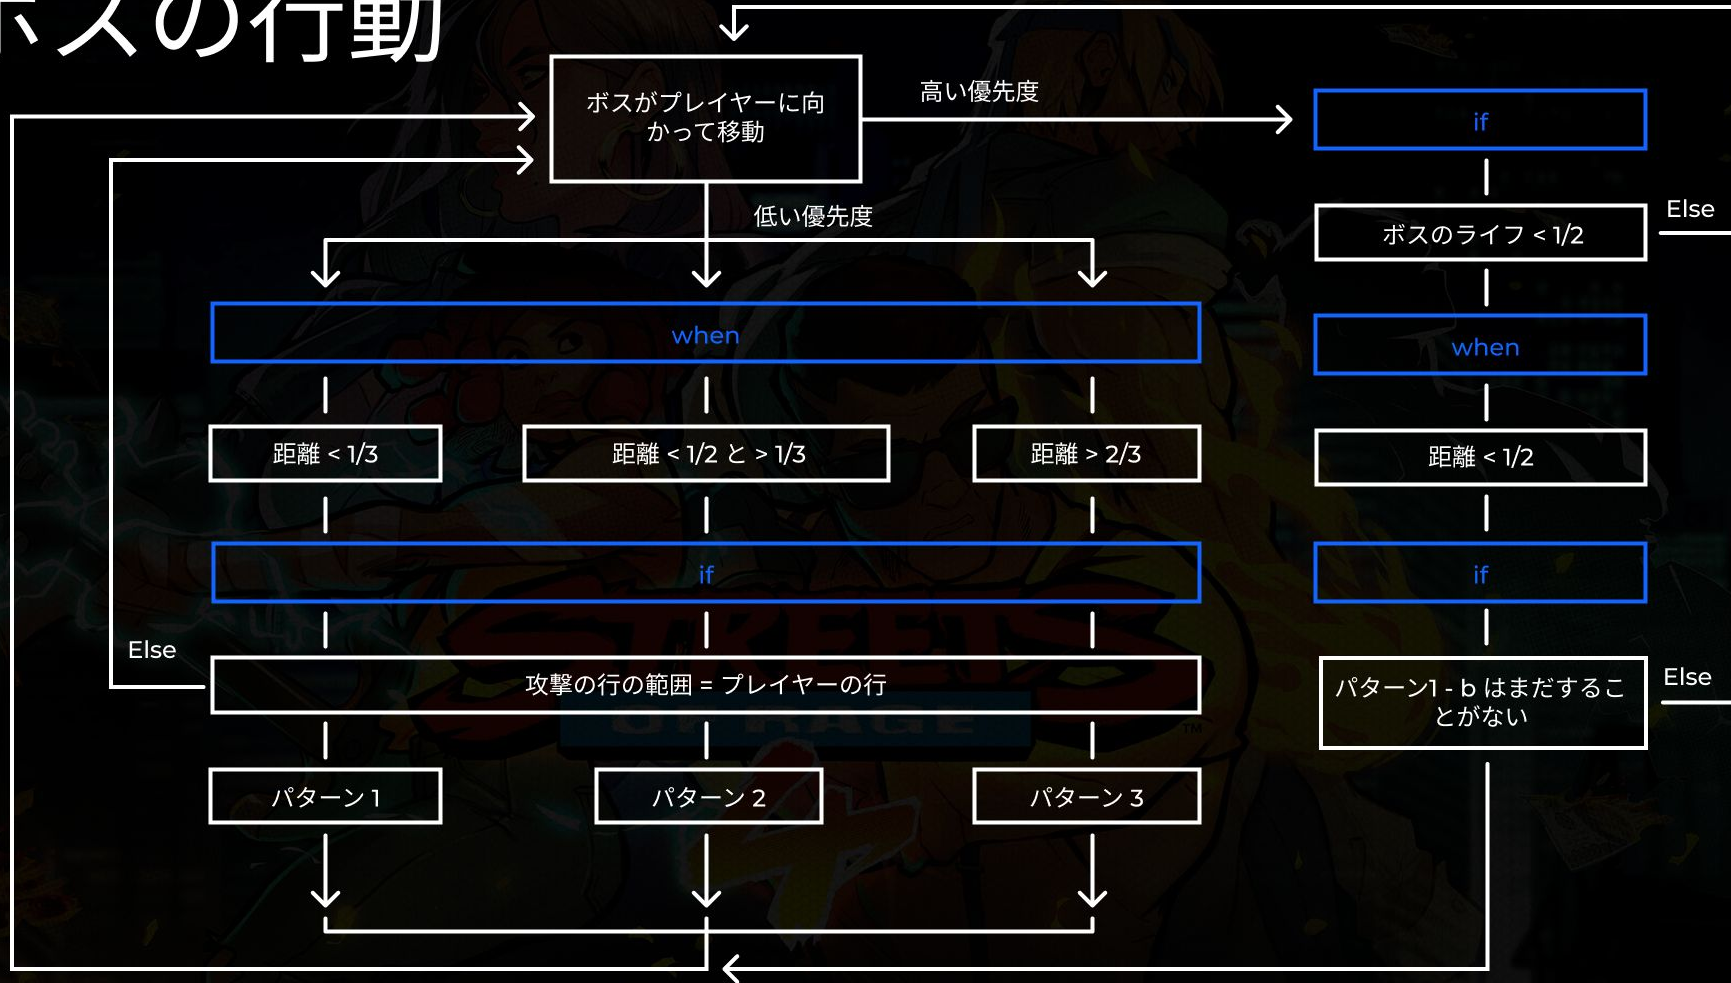 ボスの行動
ボスがプレイヤーに向
かって移動
高い優先度
if
低い優先度
ボスのライフ < 1/2
Else
when
when
距離 < 1/3
距離 < 1/2 と > 1/3
距離 > 2/3
距離 < 1/2
if
if
Else
攻撃の行の範囲 = プレイヤーの行
パターン1 - b はまだするこ
とがない
Else
STREETS
OF RAGE
4
TM
パターン 1
パターン 2
パターン 3